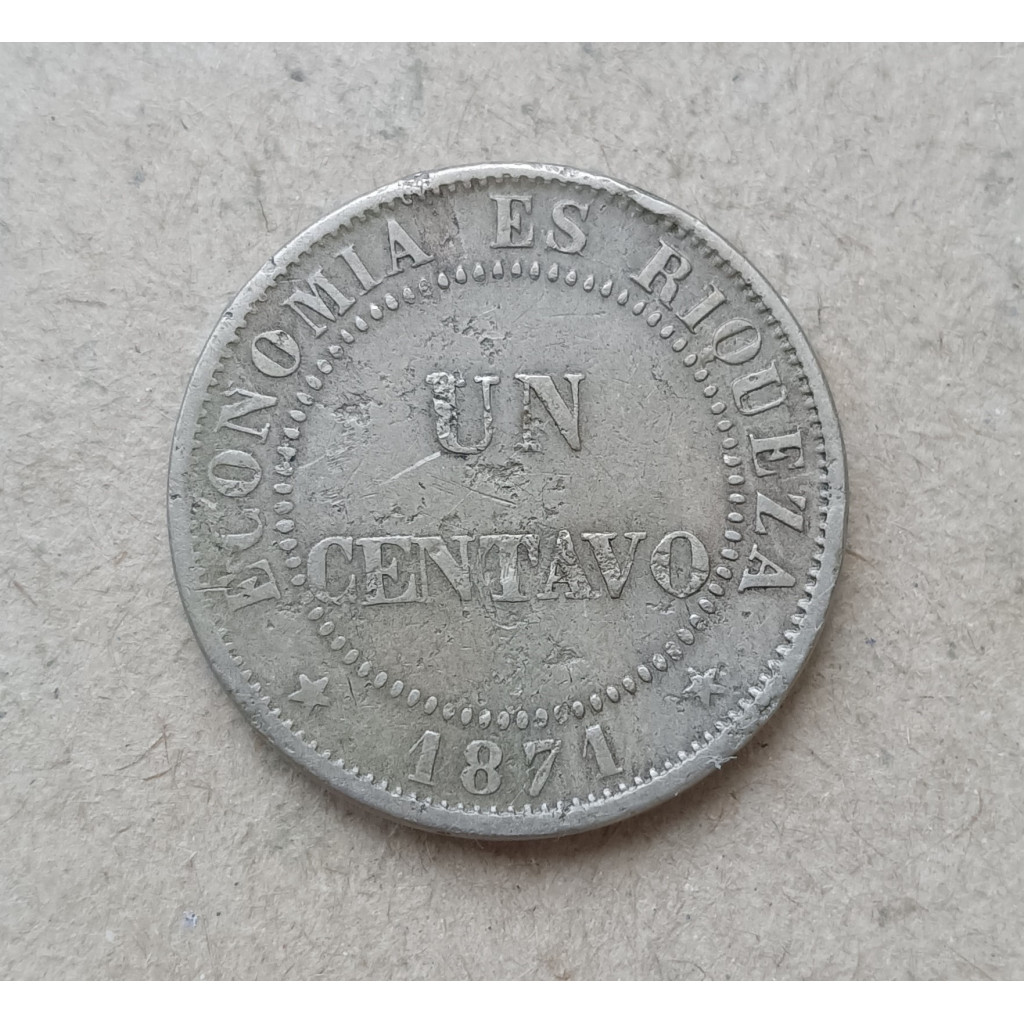 ECONOMIA ES RIQUEZA
UN
CENTAVO
1871